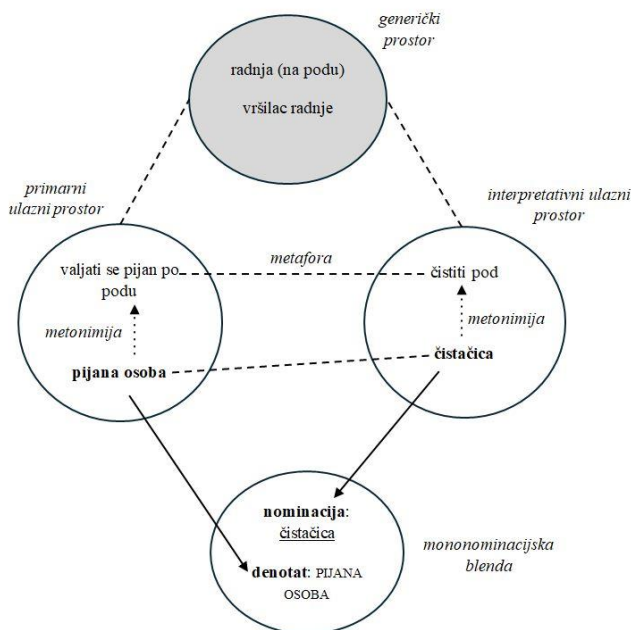 generički
prostor
radnja (na podu)
vršilac radnje
primarni
ulazni prostor
interpretativni ulazni
prostor
metafora
valjati se pijan po
podu
čistiti pod
metonimija
metonimija
pijana osoba
čistačica
nominacija:
čistačica
denotat: PIJANA
OSOBA
mononominacijska
blenda